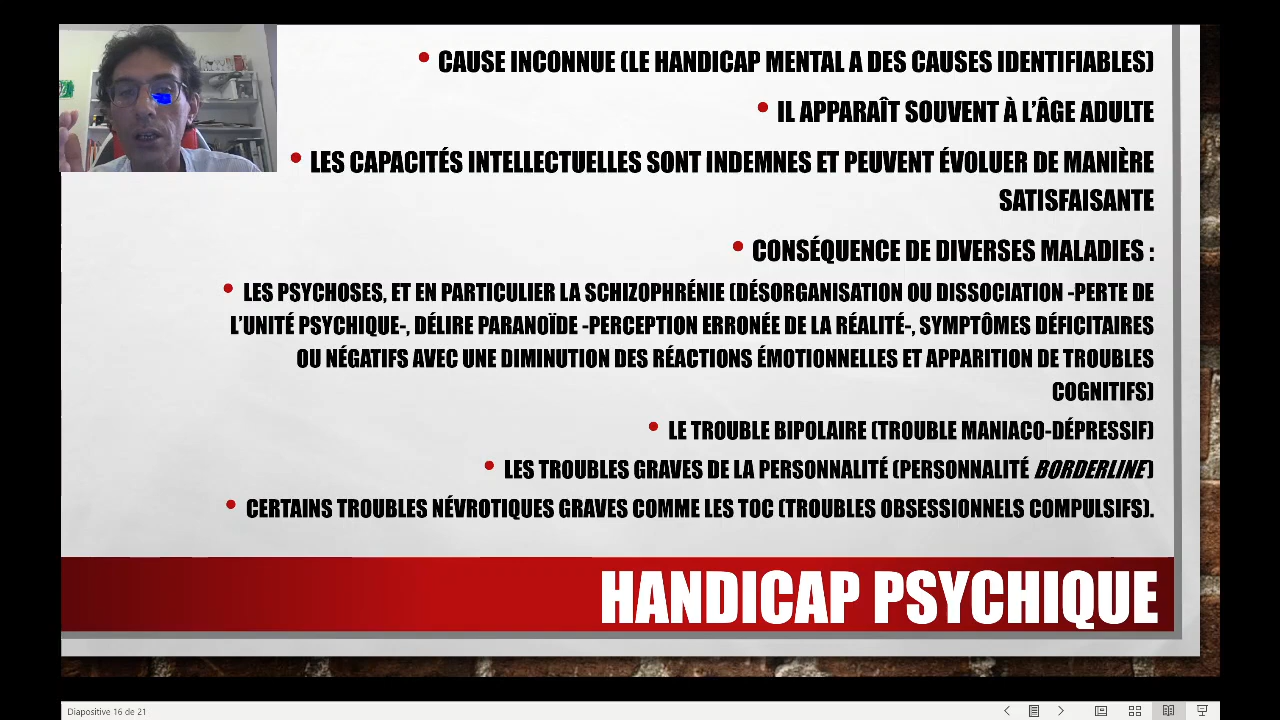 • CAUSE INCONNUE (LE HANDICAP MENTAL A DES CAUSES IDENTIFIABLES)
• IL APPARAÎT SOUVENT À L'ÂGE ADULTE
• LES CAPACITÉS INTELLECTUELLES SONT INDEMNES ET PEUVENT ÉVOLUER DE MANIÈRE
SATISFAISANTE
• CONSÉQUENCE DE DIVERSES MALADIES :
• LES PSYCHOSES, ET EN PARTICULIER LA SCHIZOPHRÉNIE (DÉSORGANISATION OU DISSOCIATION -PERTE DE
L'UNITÉ PSYCHIQUE-, DÉLIRE PARANOÏDE -PERCEPTION ERRONÉE DE LA RÉALITÉ-, SYMPTÔMES DÉFICITAIRES
OU NÉGATIFS AVEC UNE DIMINUTION DES RÉACTIONS ÉMOTIONNELLES ET APPARITION DE TROUBLES
COGNITIFS)
• LE TROUBLE BIPOLAIRE (TROUBLE MANIACO-DÉPRESSIF)
• LES TROUBLES GRAVES DE LA PERSONNALITÉ (PERSONNALITÉ BORDERLINE)
• CERTAINS TROUBLES NÉVROTIQUES GRAVES COMME LES TOC (TROUBLES OBSESSIONNELS COMPULSIFS).
HANDICAP PSYCHIQUE
Diapositive 16 de 21